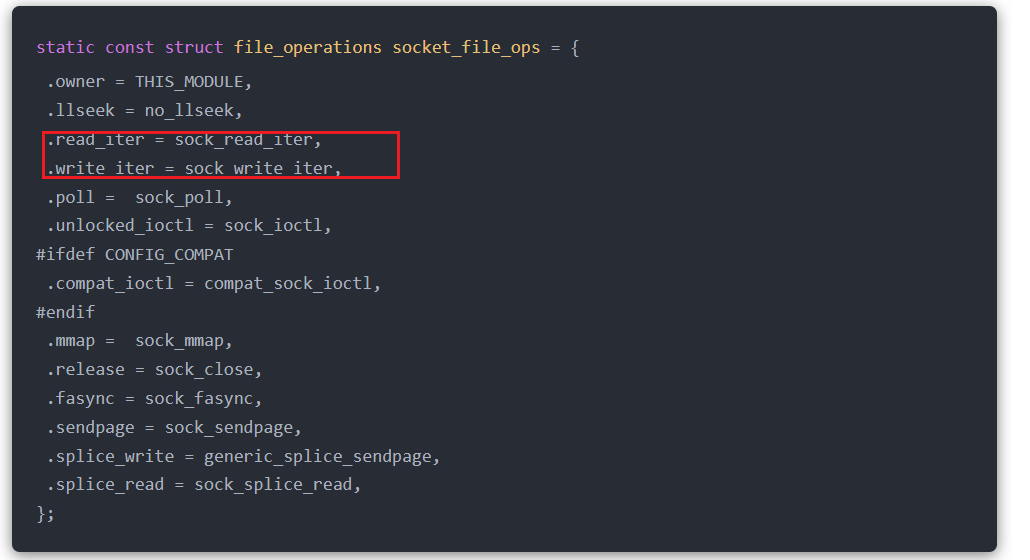 static const struct file_operations socket_file_ops = {
 .owner = THIS_MODULE,
 .llseek = no_llseek,
 .read_iter = sock_read_iter,
 .write_iter = sock_write_iter,
 .poll =  sock_poll,
 .unlocked_ioctl = sock_ioctl,
#ifdef CONFIG_COMPAT
 .compat_ioctl = compat_sock_ioctl,
#endif
 .mmap =  sock_mmap,
 .release = sock_close,
 .fasync = sock_fasync,
 .sendpage = sock_sendpage,
 .splice_write = generic_splice_sendpage,
 .splice_read = sock_splice_read,
};